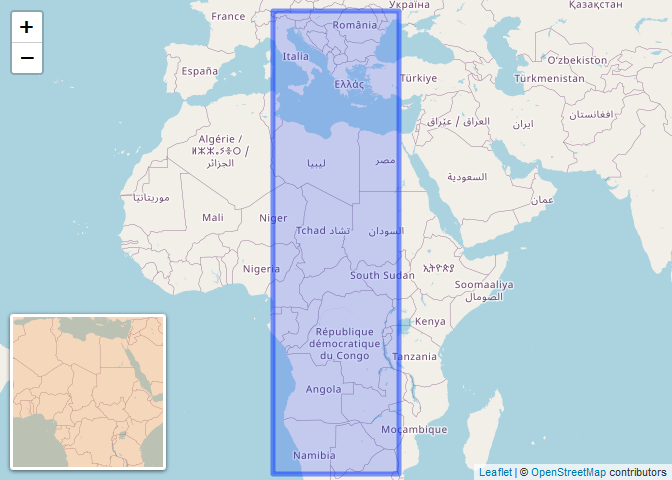 +
−
France
România
Україна
Қазақстан
Italia
España
Ελλάς
Türkiye
Oʻzbekiston
Türkmenistan
العراق / عێراق
ایران
افغانستان
Algérie /
ⵍⵣⵣⴰⵢⴻⵔ /
الجزائر
ليبيا
مصر
السعودية
عمان
موريتانيا
Mali
Niger
Tchad تشاد
السودان
Nigeria
South Sudan
ኢትዮጵያ
Soomaaliya
الصومال
Kenya
République
démocratique
du Congo
Tanzania
Angola
Moçambique
Namibia
Leaflet | © OpenStreetMap contributors